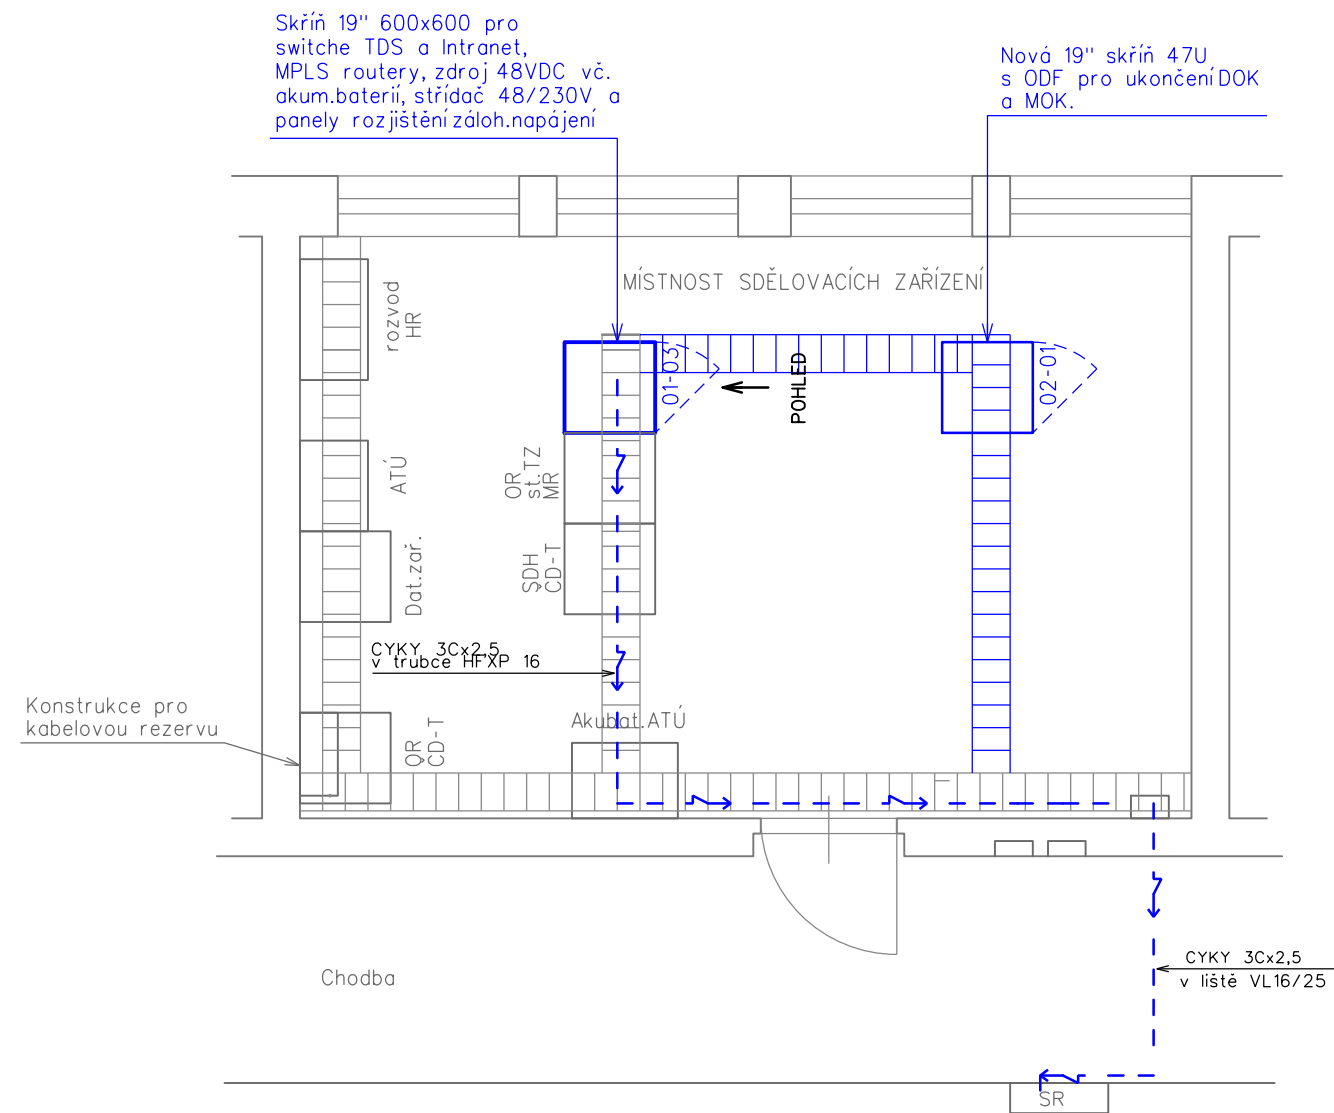 Skříň 19" 600x600 pro
switche TDS a Intranet,
MPLS routery, zdroj 48VDC vč.
akum.baterií, střídač 48/230V a
panely rozjištění záloh.napájení
Nová 19" skříň 47U
s ODF pro ukončení DOK
a MOK.
MÍSTNOST SDĚLOVACÍCH ZAŘÍZENÍ
rozvod
HR
01-03
POHLED
02-01
ATÚ
OR
st.TZ
MR
Dat.zař.
SDH
ČD-T
CYKY 3Cx2,5
v trubce HFXP 16
Konstrukce pro
kabelovou rezervu
OR
ČD-T
Akubat.ATÚ
Chodba
CYKY 3Cx2,5
v liště VL16/25
SR